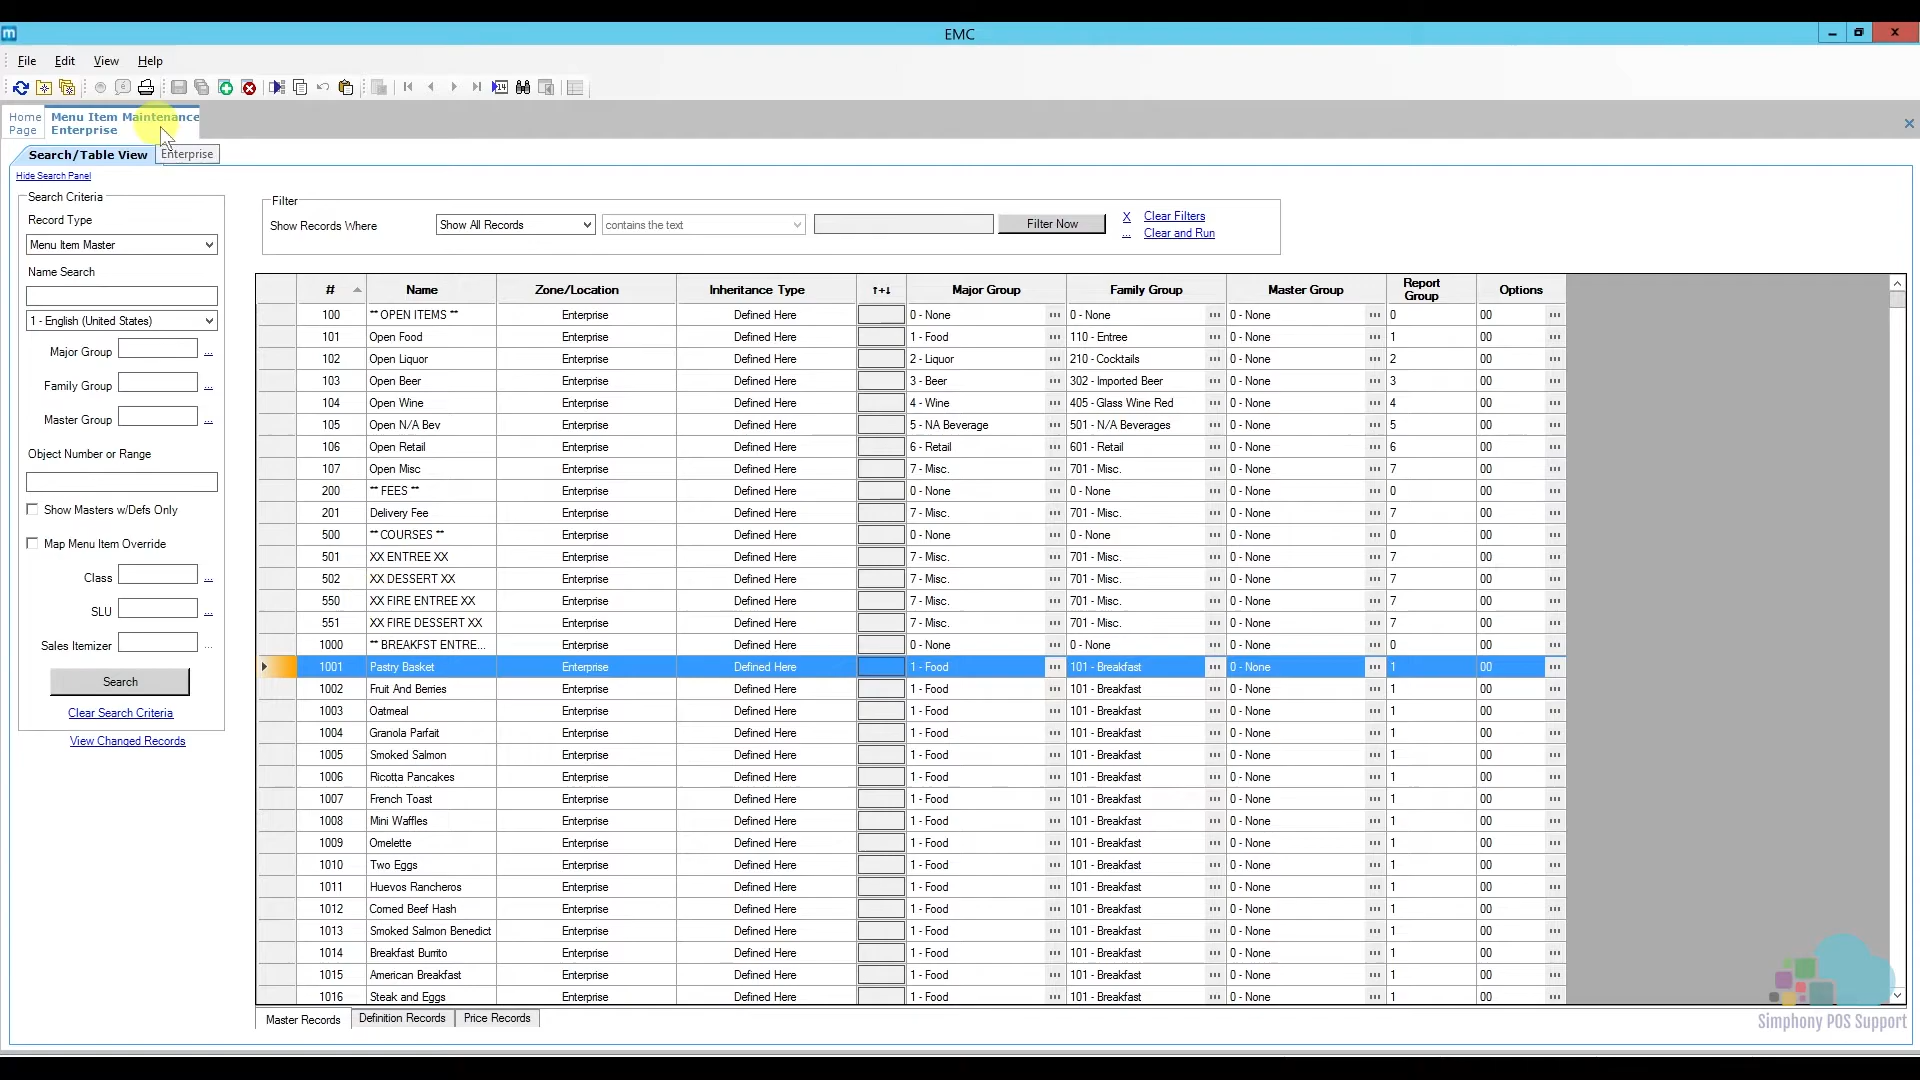 EMC
File Edit View Help
Home Page
Menu Item Maintenance
Enterprise
Search/Table View
Enterprise
Hide Search Panel
Search Criteria
Record Type
Menu Item Master
Name Search
1 - English (United States)
Major Group ...
Family Group ...
Master Group ...
Object Number or Range
Show Masters w/Defs Only
Map Menu Item Override
Class ...
SLU ...
Sales Itemizer ...
Search
Clear Search Criteria
View Changed Records
Filter
Show Records Where Show All Records contains the text Filter Now
X Clear Filters
... Clear and Run
# Name Zone/Location Inheritance Type ↑+↓ Major Group Family Group Master Group Report Group Options
100 ** OPEN ITEMS ** Enterprise Defined Here 0 - None 0 - None 0 - None 0 00
101 Open Food Enterprise Defined Here 1 - Food 110 - Entree 0 - None 1 00
102 Open Liquor Enterprise Defined Here 2 - Liquor 210 - Cocktails 0 - None 2 00
103 Open Beer Enterprise Defined Here 3 - Beer 302 - Imported Beer 0 - None 3 00
104 Open Wine Enterprise Defined Here 4 - Wine 405 - Glass Wine Red 0 - None 4 00
105 Open N/A Bev Enterprise Defined Here 5 - NA Beverage 501 - N/A Beverages 0 - None 5 00
106 Open Retail Enterprise Defined Here 6 - Retail 601 - Retail 0 - None 6 00
107 Open Misc Enterprise Defined Here 7 - Misc. 701 - Misc. 0 - None 7 00
200 ** FEES ** Enterprise Defined Here 0 - None 0 - None 0 - None 0 00
201 Delivery Fee Enterprise Defined Here 7 - Misc. 701 - Misc. 0 - None 7 00
500 ** COURSES ** Enterprise Defined Here 0 - None 0 - None 0 - None 0 00
501 XX ENTREE XX Enterprise Defined Here 7 - Misc. 701 - Misc. 0 - None 7 00
502 XX DESSERT XX Enterprise Defined Here 7 - Misc. 701 - Misc. 0 - None 7 00
550 XX FIRE ENTREE XX Enterprise Defined Here 7 - Misc. 701 - Misc. 0 - None 7 00
551 XX FIRE DESSERT XX Enterprise Defined Here 7 - Misc. 701 - Misc. 0 - None 7 00
1000 ** BREAKFST ENTRE... Enterprise Defined Here 0 - None 0 - None 0 - None 0 00
1001 Pastry Basket Enterprise Defined Here 1 - Food 101 - Breakfast 0 - None 1 00
1002 Fruit And Berries Enterprise Defined Here 1 - Food 101 - Breakfast 0 - None 1 00
1003 Oatmeal Enterprise Defined Here 1 - Food 101 - Breakfast 0 - None 1 00
1004 Granola Parfait Enterprise Defined Here 1 - Food 101 - Breakfast 0 - None 1 00
1005 Smoked Salmon Enterprise Defined Here 1 - Food 101 - Breakfast 0 - None 1 00
1006 Ricotta Pancakes Enterprise Defined Here 1 - Food 101 - Breakfast 0 - None 1 00
1007 French Toast Enterprise Defined Here 1 - Food 101 - Breakfast 0 - None 1 00
1008 Mini Waffles Enterprise Defined Here 1 - Food 101 - Breakfast 0 - None 1 00
1009 Omelette Enterprise Defined Here 1 - Food 101 - Breakfast 0 - None 1 00
1010 Two Eggs Enterprise Defined Here 1 - Food 101 - Breakfast 0 - None 1 00
1011 Huevos Rancheros Enterprise Defined Here 1 - Food 101 - Breakfast 0 - None 1 00
1012 Corned Beef Hash Enterprise Defined Here 1 - Food 101 - Breakfast 0 - None 1 00
1013 Smoked Salmon Benedict Enterprise Defined Here 1 - Food 101 - Breakfast 0 - None 1 00
1014 Breakfast Burrito Enterprise Defined Here 1 - Food 101 - Breakfast 0 - None 1 00
1015 American Breakfast Enterprise Defined Here 1 - Food 101 - Breakfast 0 - None 1 00
1016 Steak and Eggs Enterprise Defined Here 1 - Food 101 - Breakfast 0 - None 1 00
Master Records Definition Records Price Records
Simphony POS Support